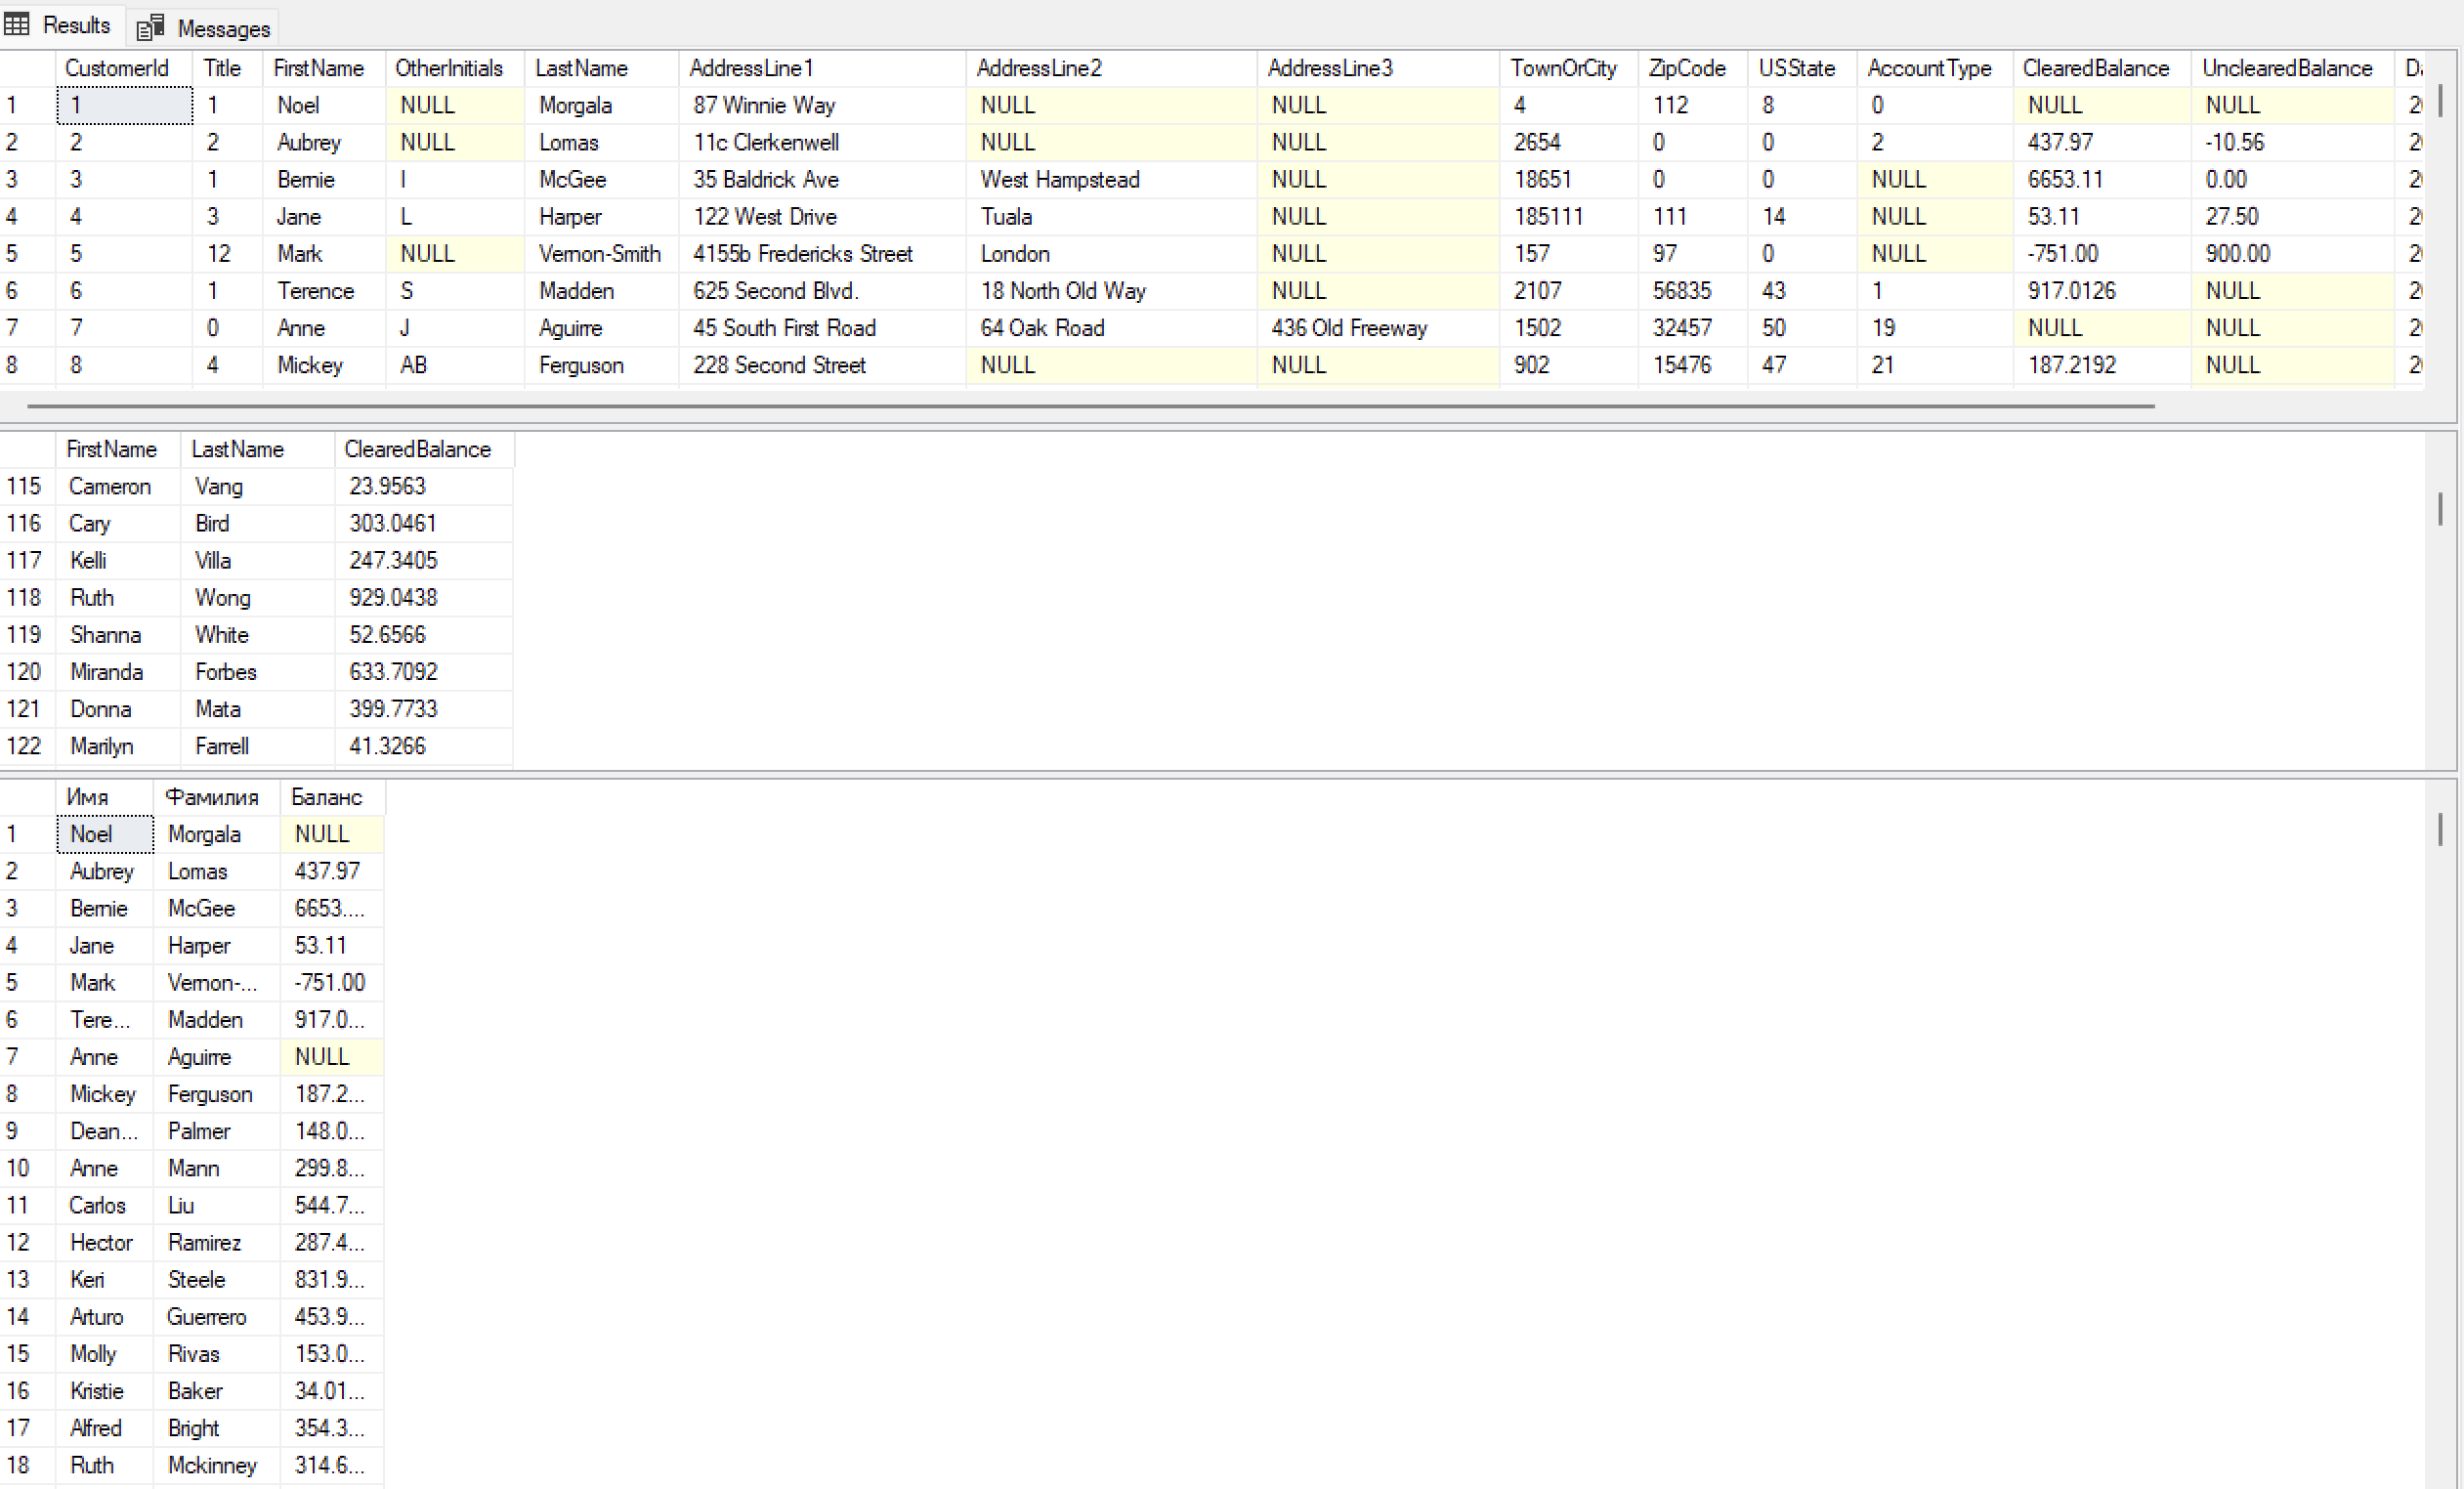 Results Messages
CustomerId Title FirstName OtherInitials LastName AddressLine1 AddressLine2 AddressLine3 TownOrCity ZipCode USState AccountType ClearedBalance UnclearedBalance
1 1 1 Noel NULL Morgala 87 Winnie Way NULL NULL 4 112 8 0 NULL NULL
2 2 2 Aubrey NULL Lomas 11c Clerkenwell NULL NULL 2654 0 0 2 437.97 -10.56
3 3 1 Bernie I McGee 35 Baldrick Ave West Hampstead NULL 18651 0 0 NULL 6653.11 0.00
4 4 3 Jane L Harper 122 West Drive Tuala NULL 185111 111 14 NULL 53.11 27.50
5 5 12 Mark NULL Vernon-Smith 4155b Fredericks Street London NULL 157 97 0 NULL -751.00 900.00
6 6 1 Terence S Madden 625 Second Blvd. 18 North Old Way NULL 2107 56835 43 1 917.0126 NULL
7 7 0 Anne J Aguirre 45 South First Road 64 Oak Road 436 Old Freeway 1502 32457 50 19 NULL NULL
8 8 4 Mickey AB Ferguson 228 Second Street NULL NULL 902 15476 47 21 187.2192 NULL
FirstName LastName ClearedBalance
115 Cameron Vang 23.9563
116 Cary Bird 303.0461
117 Kelli Villa 247.3405
118 Ruth Wong 929.0438
119 Shanna White 52.6566
120 Miranda Forbes 633.7092
121 Donna Mata 399.7733
122 Marilyn Farrell 41.3266
Имя Фамилия Баланс
1 Noel Morgala NULL
2 Aubrey Lomas 437.97
3 Bernie McGee 6653....
4 Jane Harper 53.11
5 Mark Vernon-... -751.00
6 Tere... Madden 917.0...
7 Anne Aguirre NULL
8 Mickey Ferguson 187.2...
9 Dean... Palmer 148.0...
10 Anne Mann 299.8...
11 Carlos Liu 544.7...
12 Hector Ramirez 287.4...
13 Keri Steele 831.9...
14 Arturo Guerrero 453.9...
15 Molly Rivas 153.0...
16 Kristie Baker 34.01...
17 Alfred Bright 354.3...
18 Ruth Mckinney 314.6...